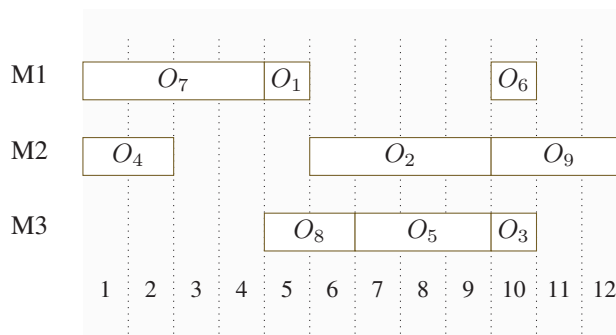 M1 O₇ O₁ O₆
M2 O₄ O₂ O₉
M3 O₈ O₅ O₃
1 2 3 4 5 6 7 8 9 10 11 12